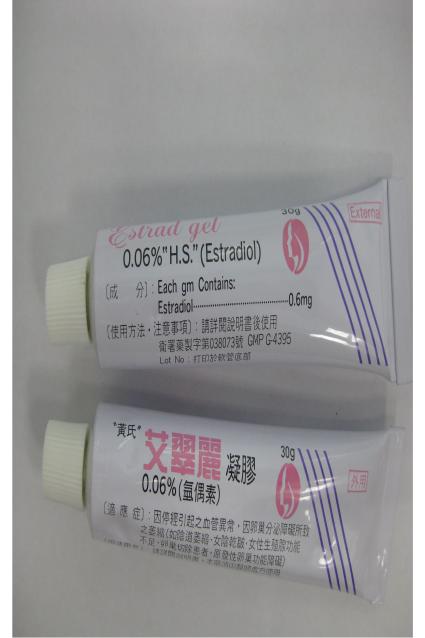 Estrad gel
30g
External
0.06%"H.S."(Estradiol)
〔成　分〕: Each gm Contains:
Estradiol------------------------0.6mg
〔使用方法・注意事項〕: 請詳閱說明書後使用
衛署藥製字第038073號 GMP G-4395
Lot No : 打印於軟管底部
"黃氏"
艾翠麗 凝膠
30g
外用
0.06%(氫偶素)
〔適應症〕: 因停經引起之血管異常，因卵巢分泌障礙所致
之萎縮(如陰道萎縮，女陰乾皺，女性生殖腺功能
不足，卵巢切除患者，原發性卵巢功能障礙)